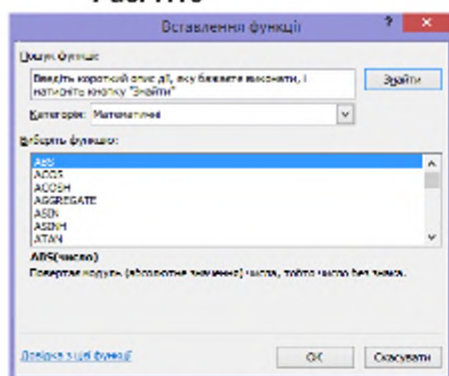 Вставлення функції
Пошук функції:
Введіть короткий опис дії, яку бажаєте виконати, і
натисніть кнопку "Знайти"
Знайти
Категорія: Математичні
Виберіть функцію:
ABS
ACOS
ACOSH
AGGREGATE
ASIN
ASINH
ATAN
ABS(число)
Повертає модуль (абсолютне значення) числа, тобто число без знака.
Довідка з цієї функції
ОК
Скасувати